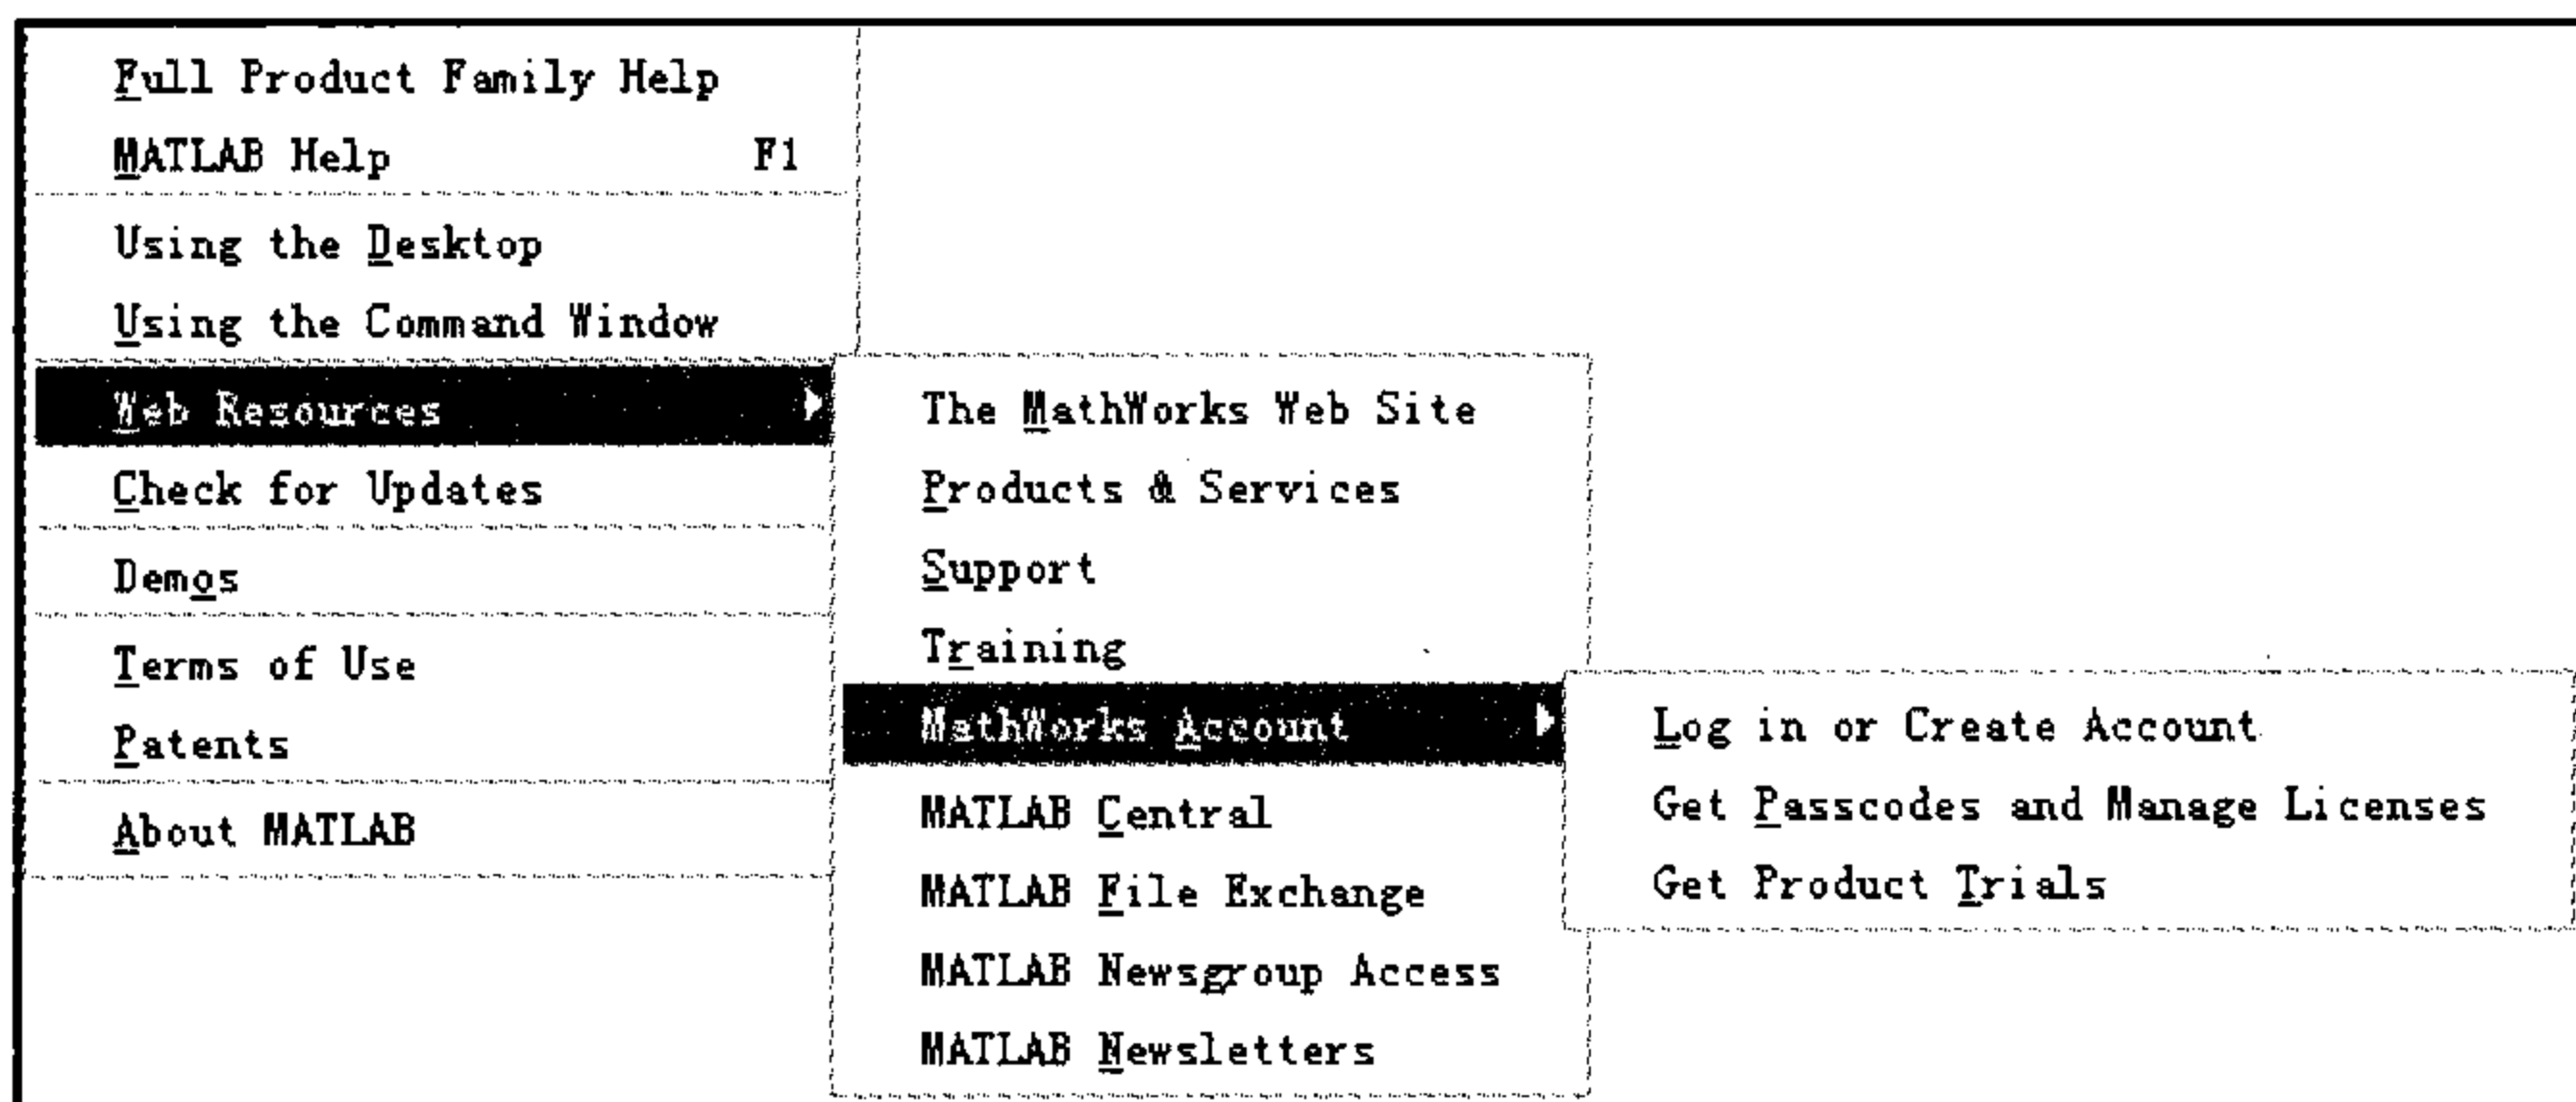 Full Product Family Help
MATLAB Help F1
Using the Desktop
Using the Command Window
Web Resources
Check for Updates
Demos
Terms of Use
Patents
About MATLAB
The MathWorks Web Site
Products & Services
Support
Training
MathWorks Account
MATLAB Central
MATLAB File Exchange
MATLAB Newsgroup Access
MATLAB Newsletters
Log in or Create Account
Get Passcodes and Manage Licenses
Get Product Trials